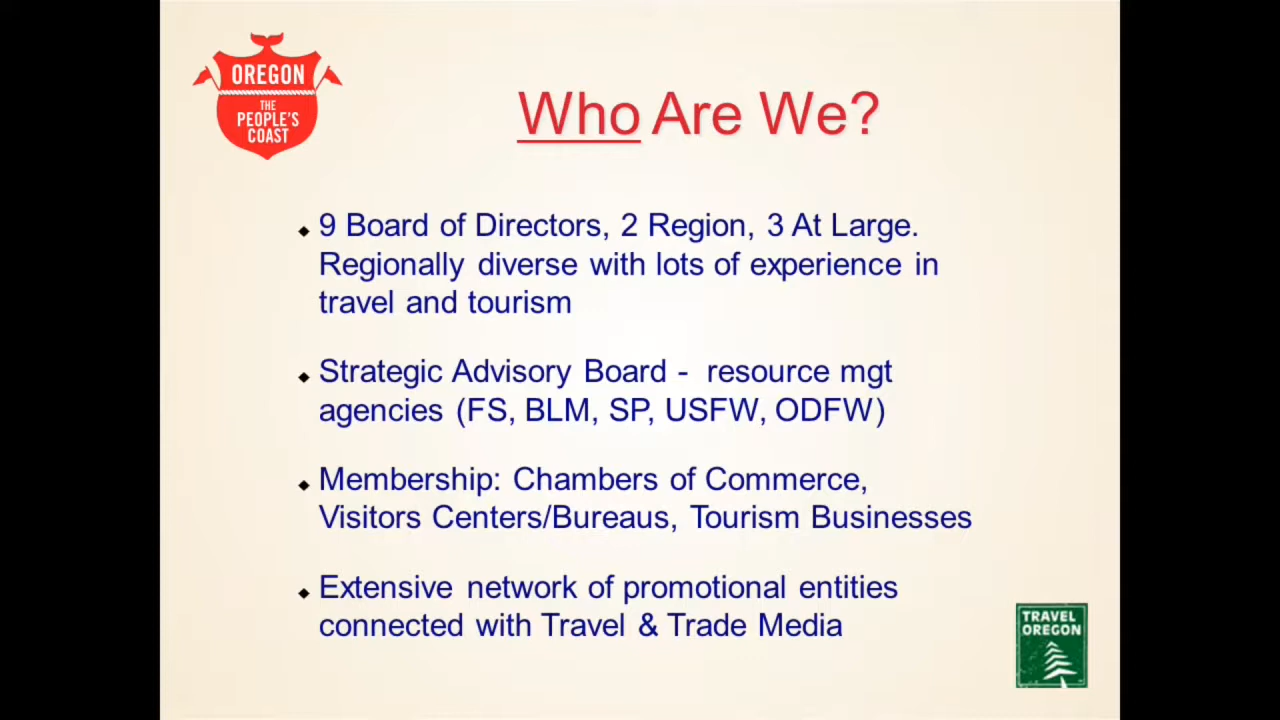 OREGON
THE
PEOPLE'S
COAST
Who Are We?
9 Board of Directors, 2 Region, 3 At Large.
Regionally diverse with lots of experience in
travel and tourism
Strategic Advisory Board - resource mgt
agencies (FS, BLM, SP, USFW, ODFW)
Membership: Chambers of Commerce,
Visitors Centers/Bureaus, Tourism Businesses
Extensive network of promotional entities
connected with Travel & Trade Media
TRAVEL
OREGON